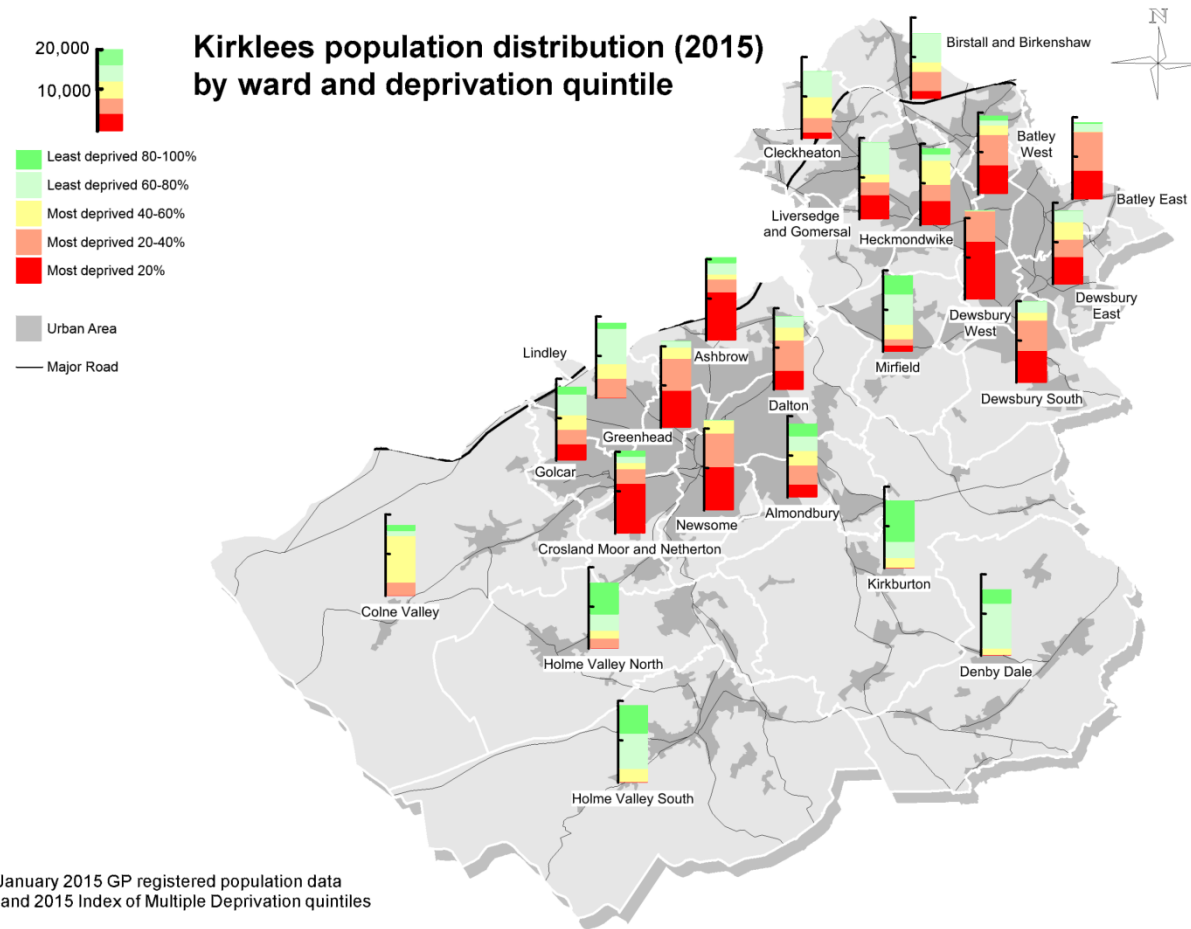 Kirklees population distribution (2015)
by ward and deprivation quintile
N
20,000
10,000
Least deprived 80-100%
Least deprived 60-80%
Most deprived 40-60%
Most deprived 20-40%
Most deprived 20%
Urban Area
Major Road
Birstall and Birkenshaw
Cleckheaton
Batley
West
Batley East
Liversedge
and Gomersal
Heckmondwike
Dewsbury
East
Dewsbury
West
Mirfield
Dewsbury South
Ashbrow
Lindley
Dalton
Greenhead
Golcar
Almondbury
Newsome
Crosland Moor and Netherton
Kirkburton
Colne Valley
Holme Valley North
Denby Dale
Holme Valley South
January 2015 GP registered population data
and 2015 Index of Multiple Deprivation quintiles